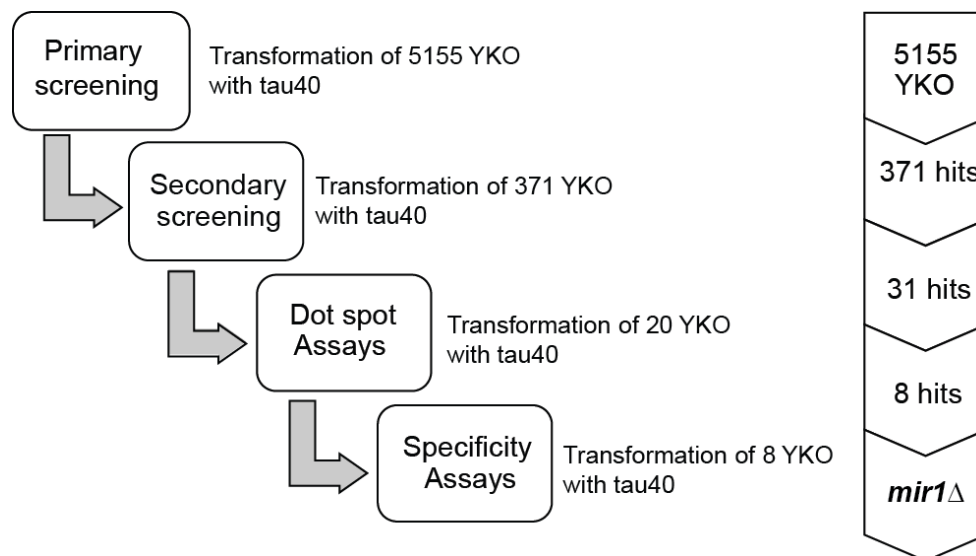 Primary
screening
Transformation of 5155 YKO
with tau40
Secondary
screening
Transformation of 371 YKO
with tau40
Dot spot
Assays
Transformation of 20 YKO
with tau40
Specificity
Assays
Transformation of 8 YKO
with tau40
5155
YKO
371 hits
31 hits
8 hits
mir1Δ